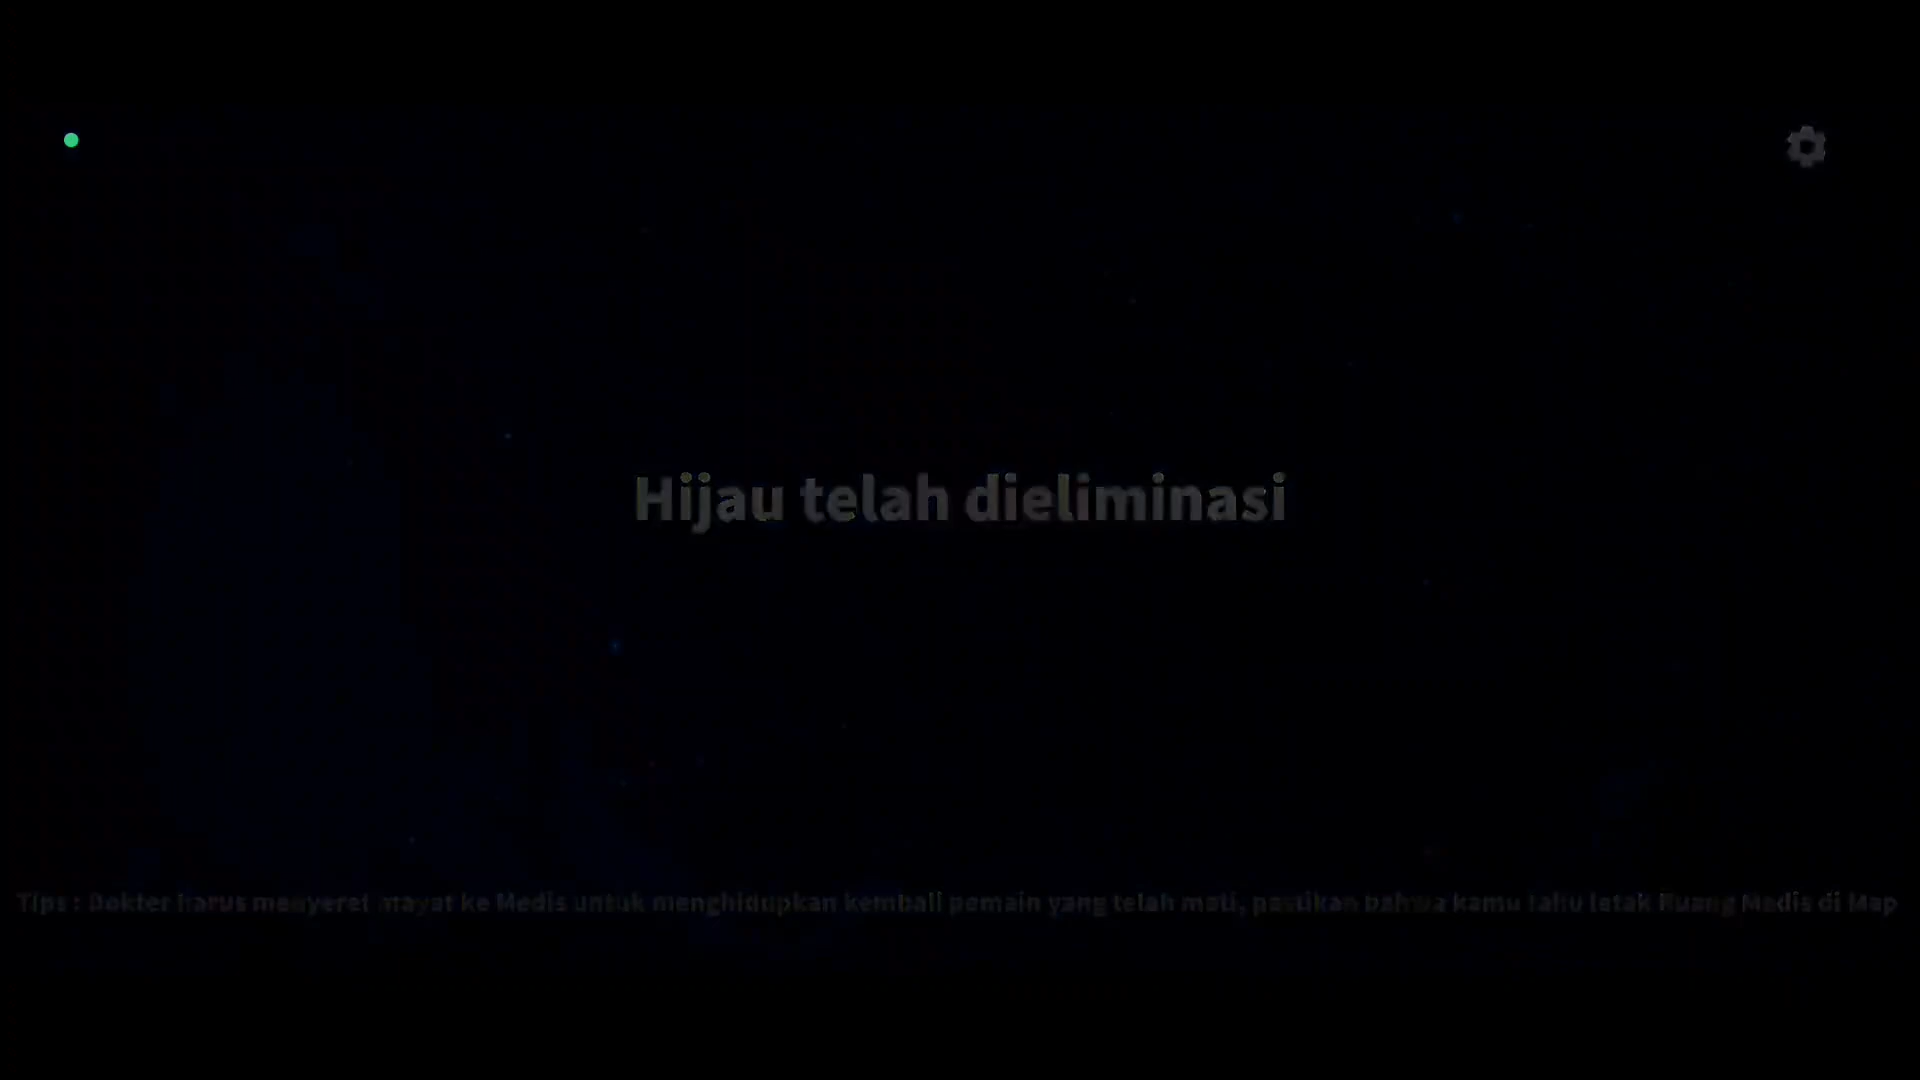 Hijau telah dieliminasi
Tips : Dokter harus menyeret mayat ke Medis untuk menghidupkan kembali pemain yang telah mati, pastikan bahwa kamu tahu letak Ruang Medis di Map